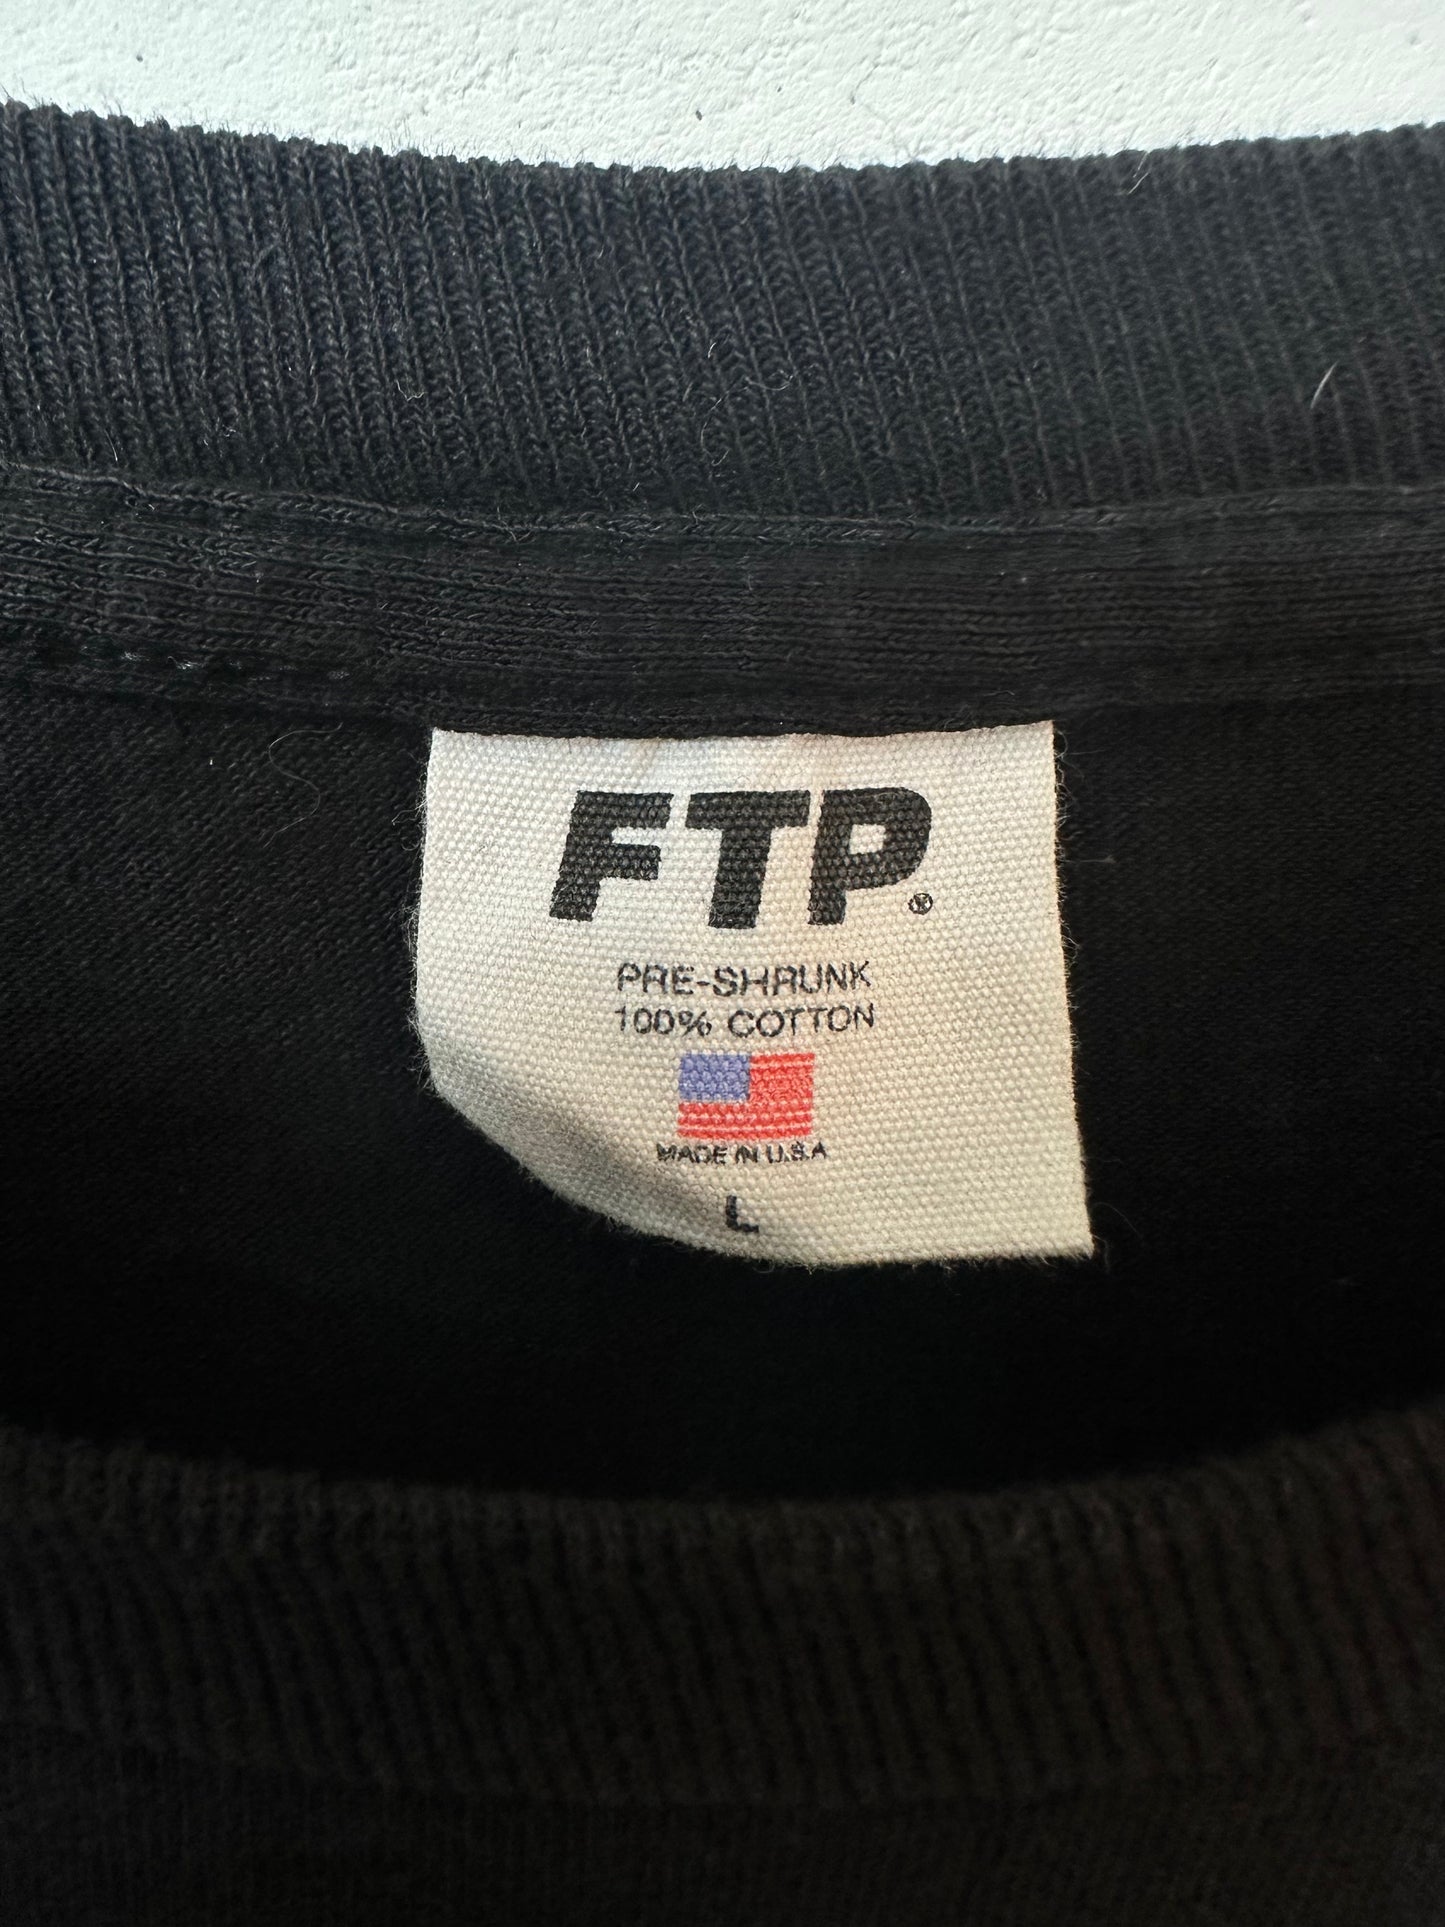 FTP®
PRE-SHRUNK
100% COTTON
MADE IN U.S.A
L